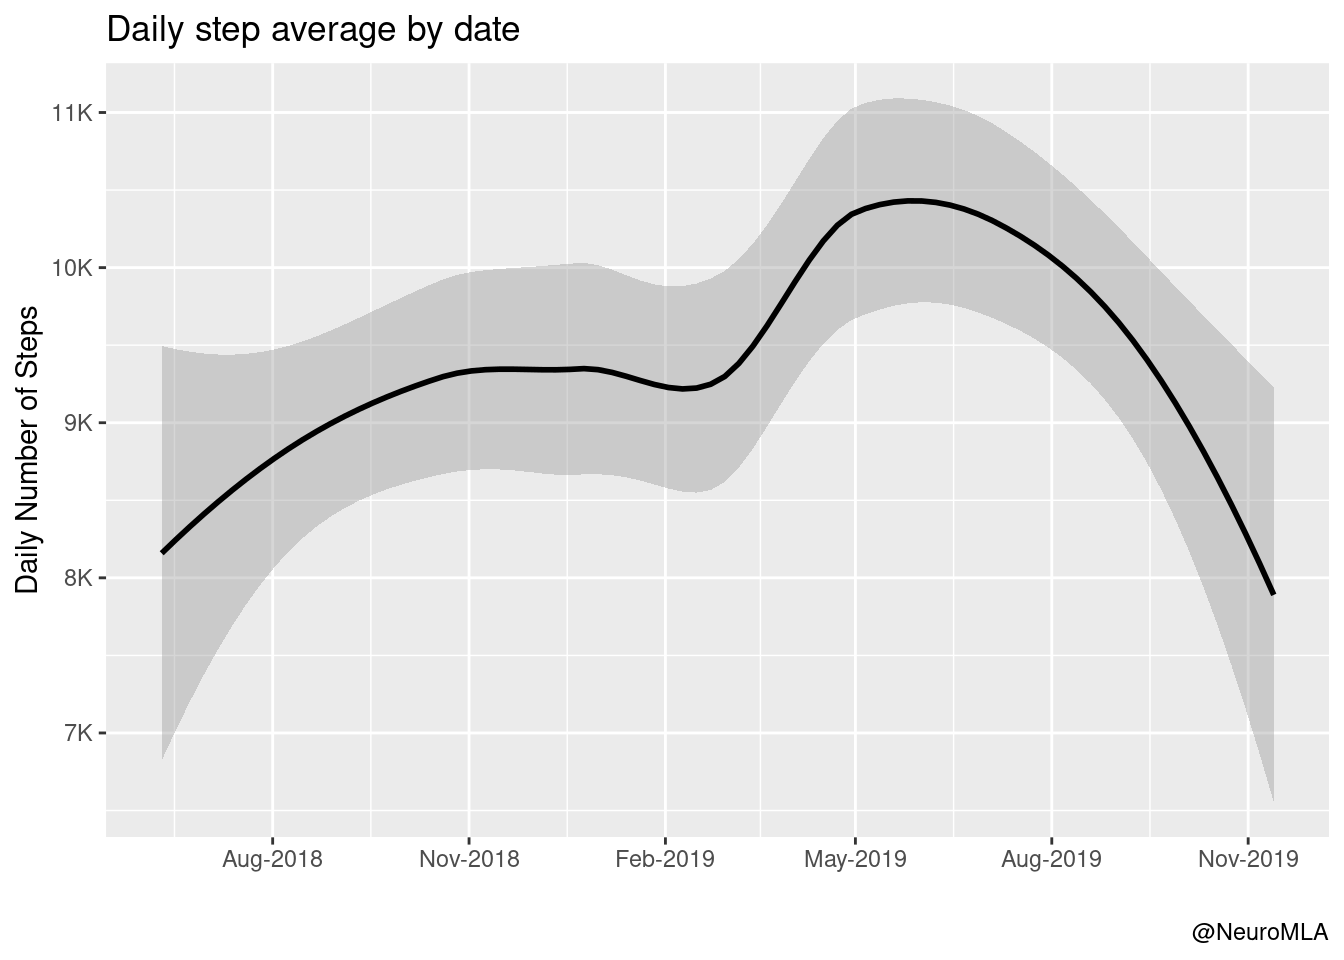 Daily step average by date
Daily Number of Steps
11K
10K
9K
8K
7K
Aug-2018 Nov-2018 Feb-2019 May-2019 Aug-2019 Nov-2019
@NeuroMLA